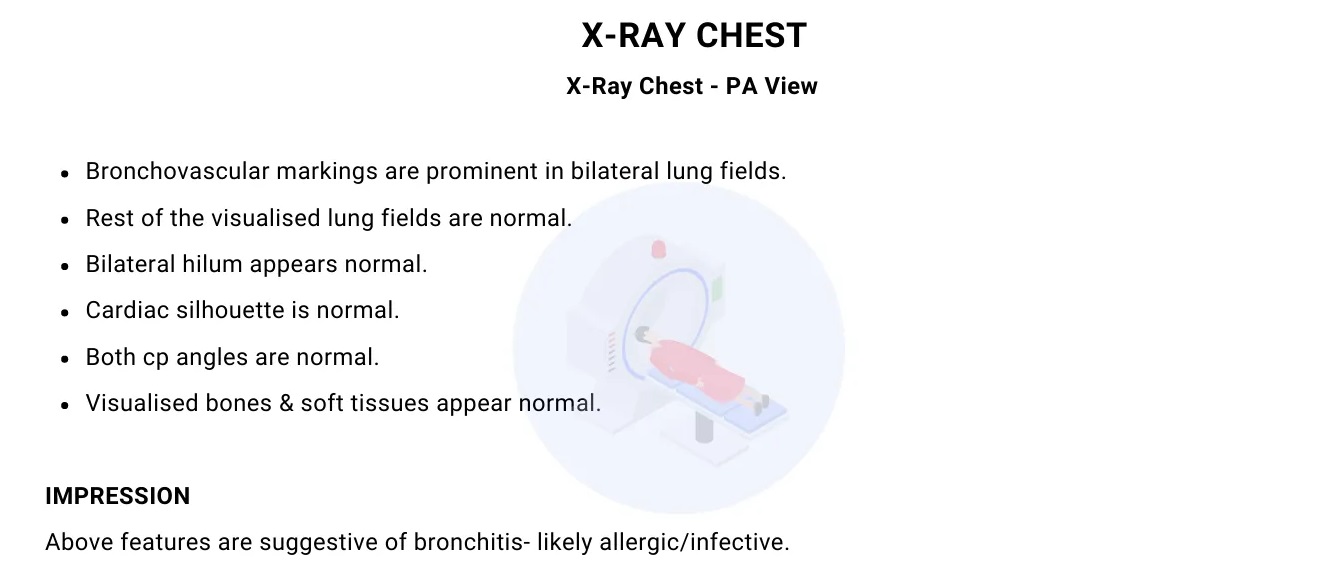 X-RAY CHEST
X-Ray Chest - PA View
• Bronchovascular markings are prominent in bilateral lung fields.
• Rest of the visualised lung fields are normal.
• Bilateral hilum appears normal.
• Cardiac silhouette is normal.
• Both cp angles are normal.
• Visualised bones & soft tissues appear normal.
IMPRESSION
Above features are suggestive of bronchitis- likely allergic/infective.